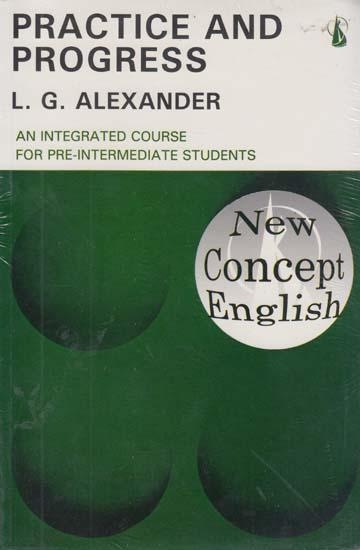 PRACTICE AND
PROGRESS
L. G. ALEXANDER
AN INTEGRATED COURSE
FOR PRE-INTERMEDIATE STUDENTS
New
Concept
English